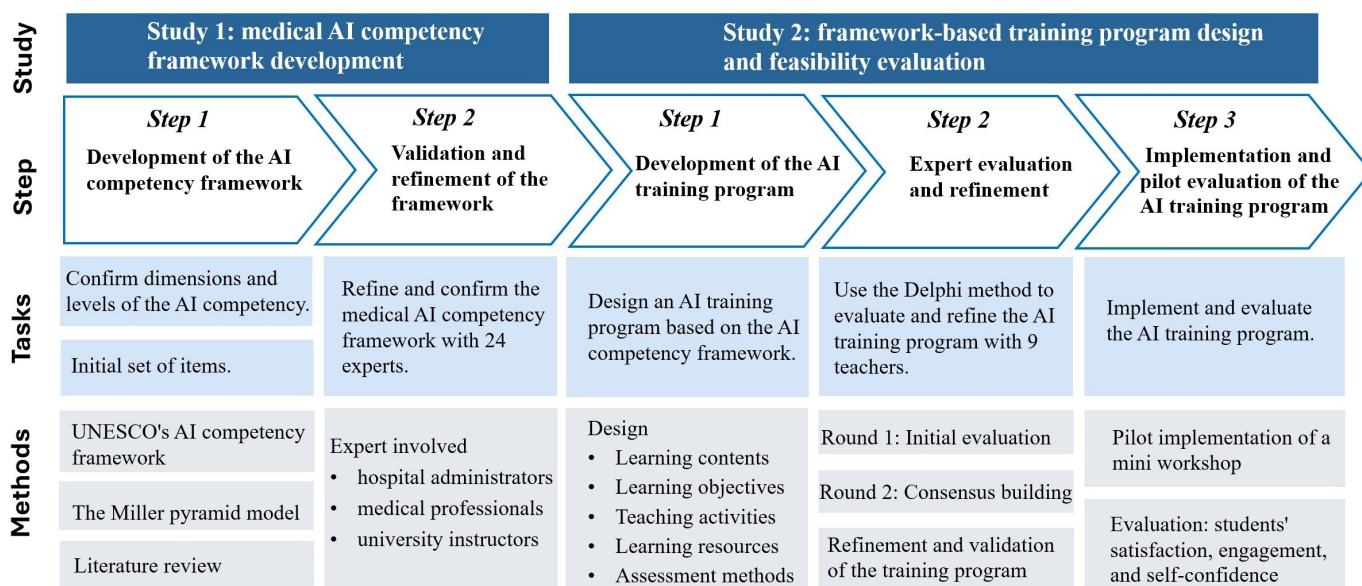 Study
Study 1: medical AI competency
framework development
Study 2: framework-based training program design
and feasibility evaluation
Step
Step 1
Development of the AI
competency framework
Step 2
Validation and
refinement of the
framework
Step 1
Development of the AI
training program
Step 2
Expert evaluation
and refinement
Step 3
Implementation and
pilot evaluation of the
AI training program
Tasks
Confirm dimensions and
levels of the AI competency.
Initial set of items.
Refine and confirm the
medical AI competency
framework with 24
experts.
Design an AI training
program based on the AI
competency framework.
Use the Delphi method to
evaluate and refine the AI
training program with 9
teachers.
Implement and evaluate
the AI training program.
Methods
UNESCO's AI competency
framework
The Miller pyramid model
Literature review
Expert involved
• hospital administrators
• medical professionals
• university instructors
Design
• Learning contents
• Learning objectives
• Teaching activities
• Learning resources
• Assessment methods
Round 1: Initial evaluation
Round 2: Consensus building
Refinement and validation
of the training program
Pilot implementation of a
mini workshop
Evaluation: students'
satisfaction, engagement,
and self-confidence